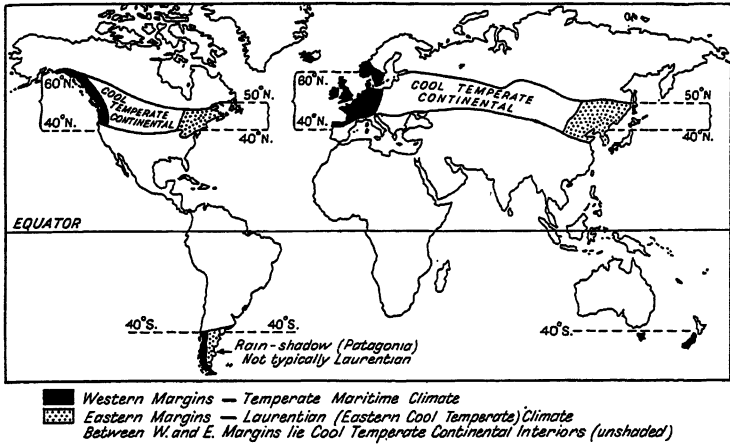 60°N.
COOL TEMPERATE CONTINENTAL
50°N.
40°N.
40°N.
60°N.
40°N.
COOL TEMPERATE
CONTINENTAL
50°N
40°N.
EQUATOR
40°S.
40°S.
Rain-shadow (Patagonia)
Not typically Laurentian
40°S.
Western Margins — Temperate Maritime Climate
Eastern Margins — Laurentian (Eastern Cool Temperate) Climate
Between W. and E. Margins lie Cool Temperate Continental Interiors (unshaded)